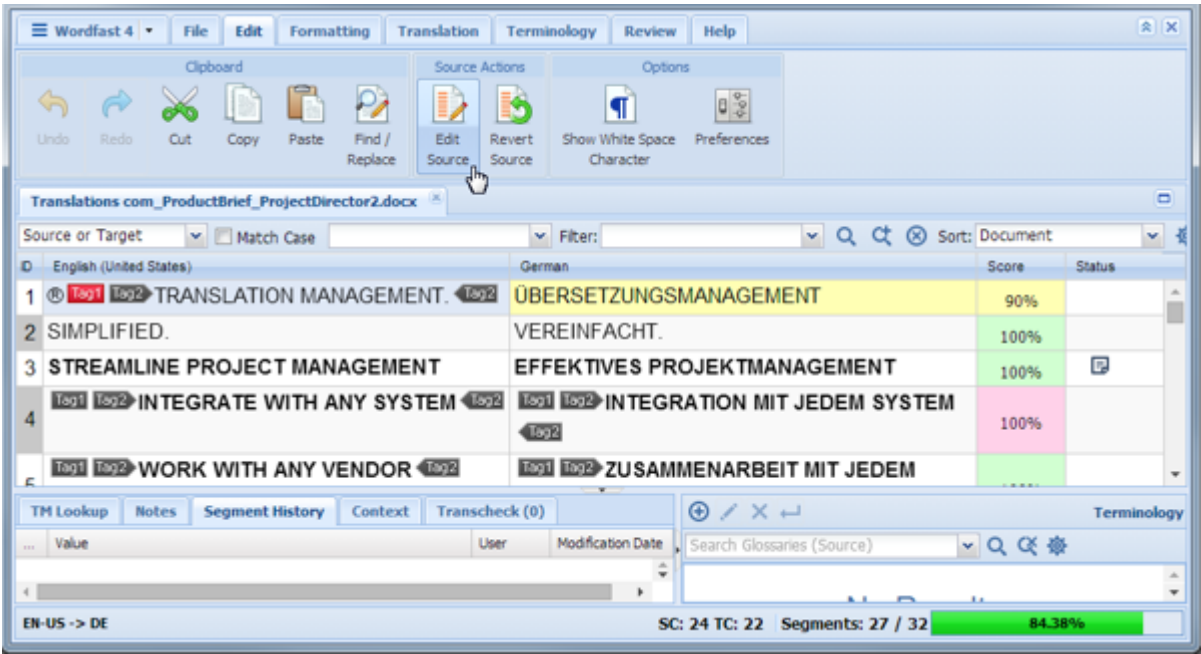 Wordfast 4 File Edit Formatting Translation Terminology Review Help
Clipboard Source Actions Options
Undo Redo Cut Copy Paste Find / Replace Edit Source Revert Source Show White Space Character Preferences
Translations com_ProductBrief_ProjectDirector2.docx
Source or Target Match Case Filter: Sort: Document
ID English (United States) German Score Status
1 ® Tag1 Tag2 TRANSLATION MANAGEMENT. Tag2 ÜBERSETZUNGSMANAGEMENT 90%
2 SIMPLIFIED. VEREINFACHT. 100%
3 STREAMLINE PROJECT MANAGEMENT EFFEKTIVES PROJEKTMANAGEMENT 100%
4 Tag1 Tag2 INTEGRATE WITH ANY SYSTEM Tag2 Tag1 Tag2 INTEGRATION MIT JEDEM SYSTEM Tag2 100%
Tag1 Tag2 WORK WITH ANY VENDOR Tag2 Tag1 Tag2 ZUSAMMENARBEIT MIT JEDEM
TM Lookup Notes Segment History Context Transcheck (0) Terminology
... Value User Modification Date Search Glossaries (Source)
EN-US -> DE SC: 24 TC: 22 Segments: 27 / 32 84.38%